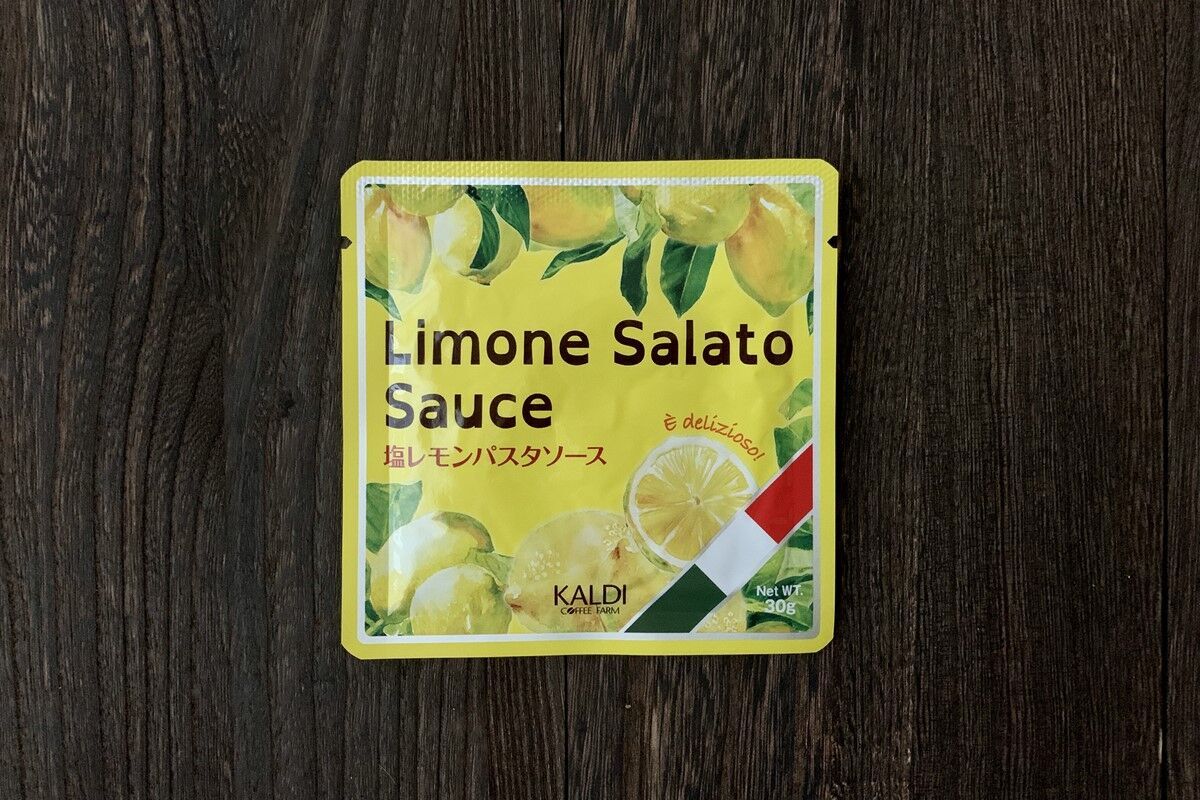 Limone Salato
Sauce
塩レモンパスタソース
È delizioso!
KALDI
COFFEE FARM
Net WT.
30g